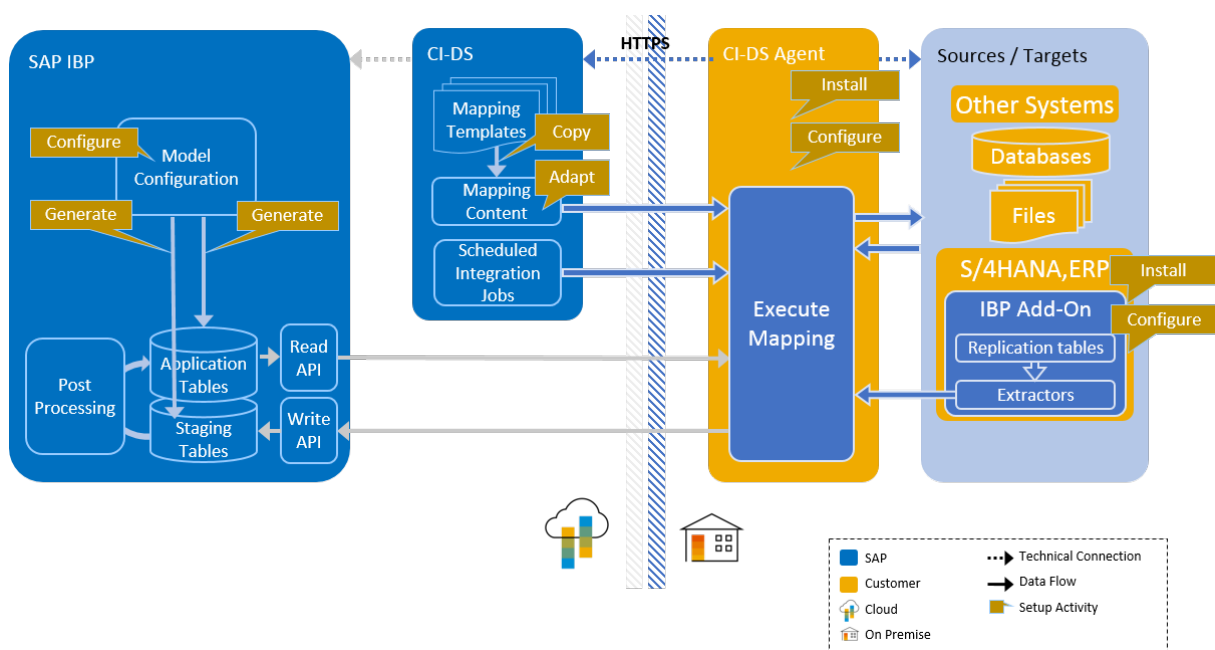 SAP IBP
Configure
Model
Configuration
Generate
Generate
Post
Processing
Application
Tables
Staging
Tables
Read
API
Write
API
CI-DS
Mapping
Templates
Copy
Adapt
Mapping
Content
Scheduled
Integration
Jobs
HTTPS
CI-DS Agent
Install
Configure
Execute
Mapping
Sources / Targets
Other Systems
Databases
Files
S/4HANA,ERP
Install
IBP Add-On
Configure
Replication tables
Extractors
SAP
Customer
Cloud
On Premise
Technical Connection
Data Flow
Setup Activity